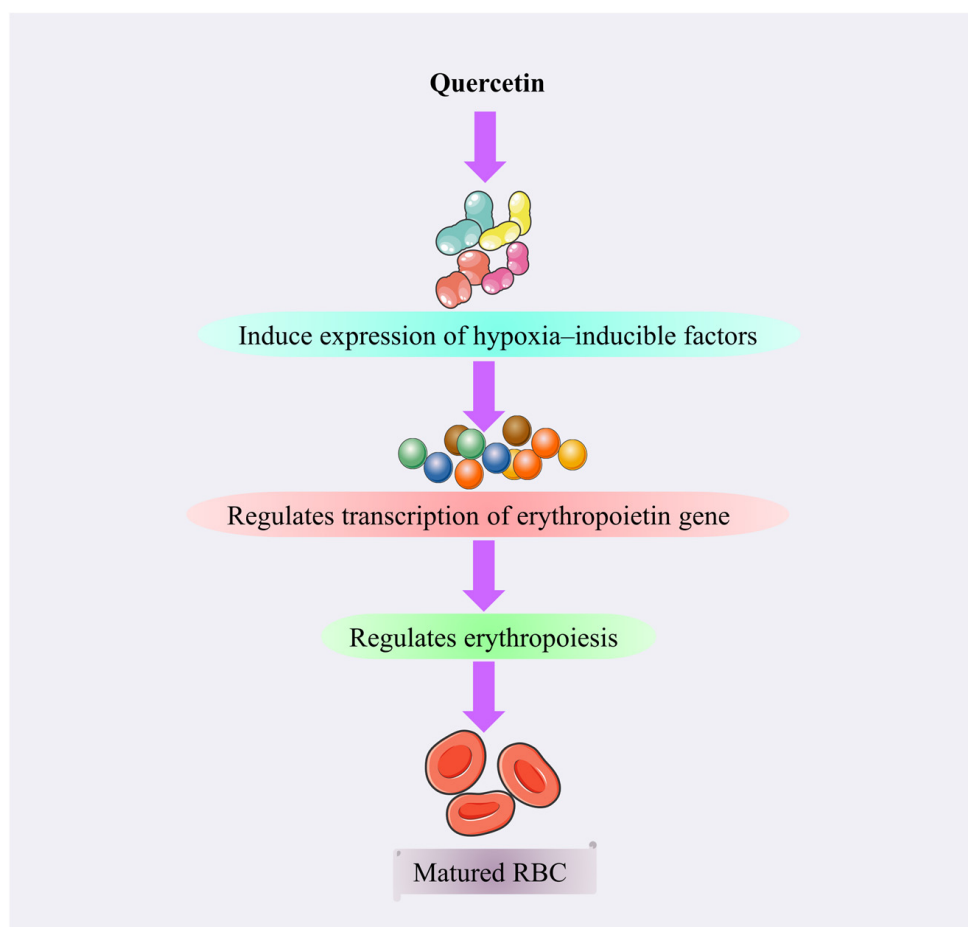 Quercetin
Induce expression of hypoxia–inducible factors
Regulates transcription of erythropoietin gene
Regulates erythropoiesis
Matured RBC